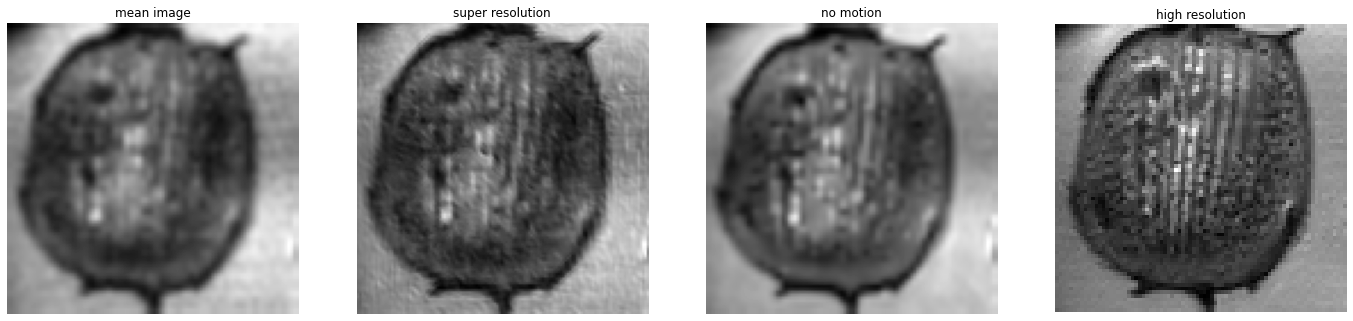 mean image
super resolution
no motion
high resolution